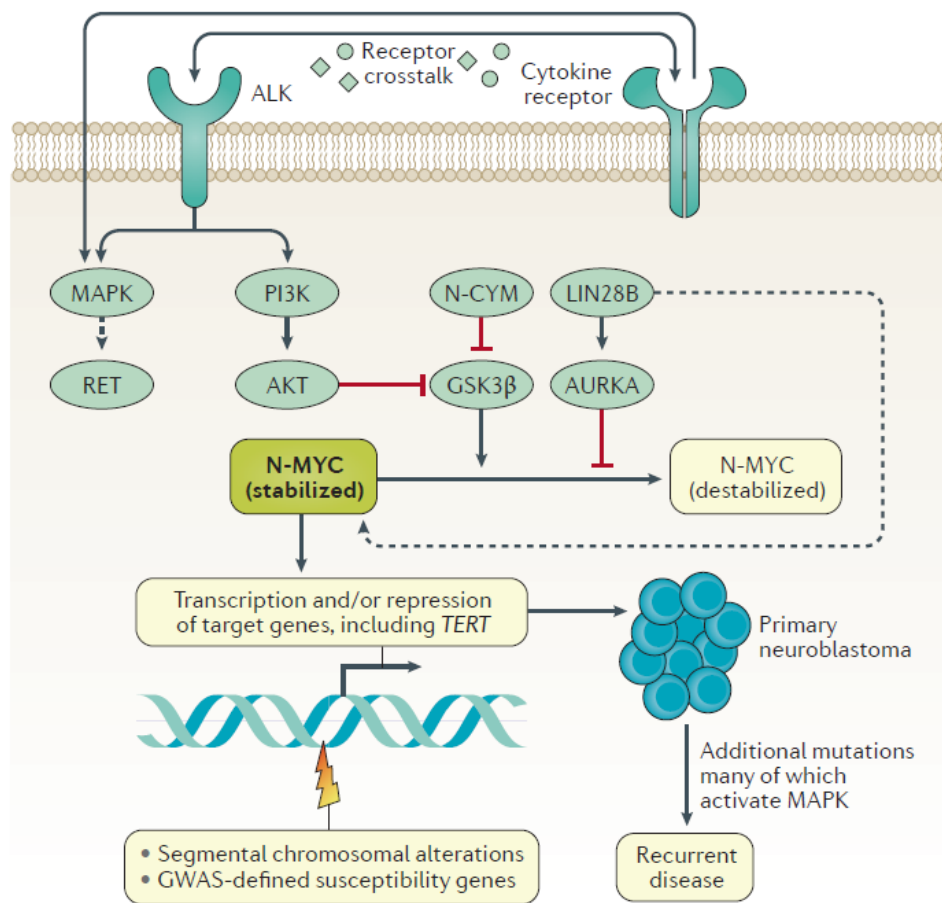 Receptor
crosstalk
ALK
Cytokine
receptor
MAPK
PI3K
N-CYM
LIN28B
RET
AKT
GSK3β
AURKA
N-MYC
(stabilized)
N-MYC
(destabilized)
Transcription and/or repression
of target genes, including TERT
Primary
neuroblastoma
Additional mutations
many of which
activate MAPK
• Segmental chromosomal alterations
• GWAS-defined susceptibility genes
Recurrent
disease